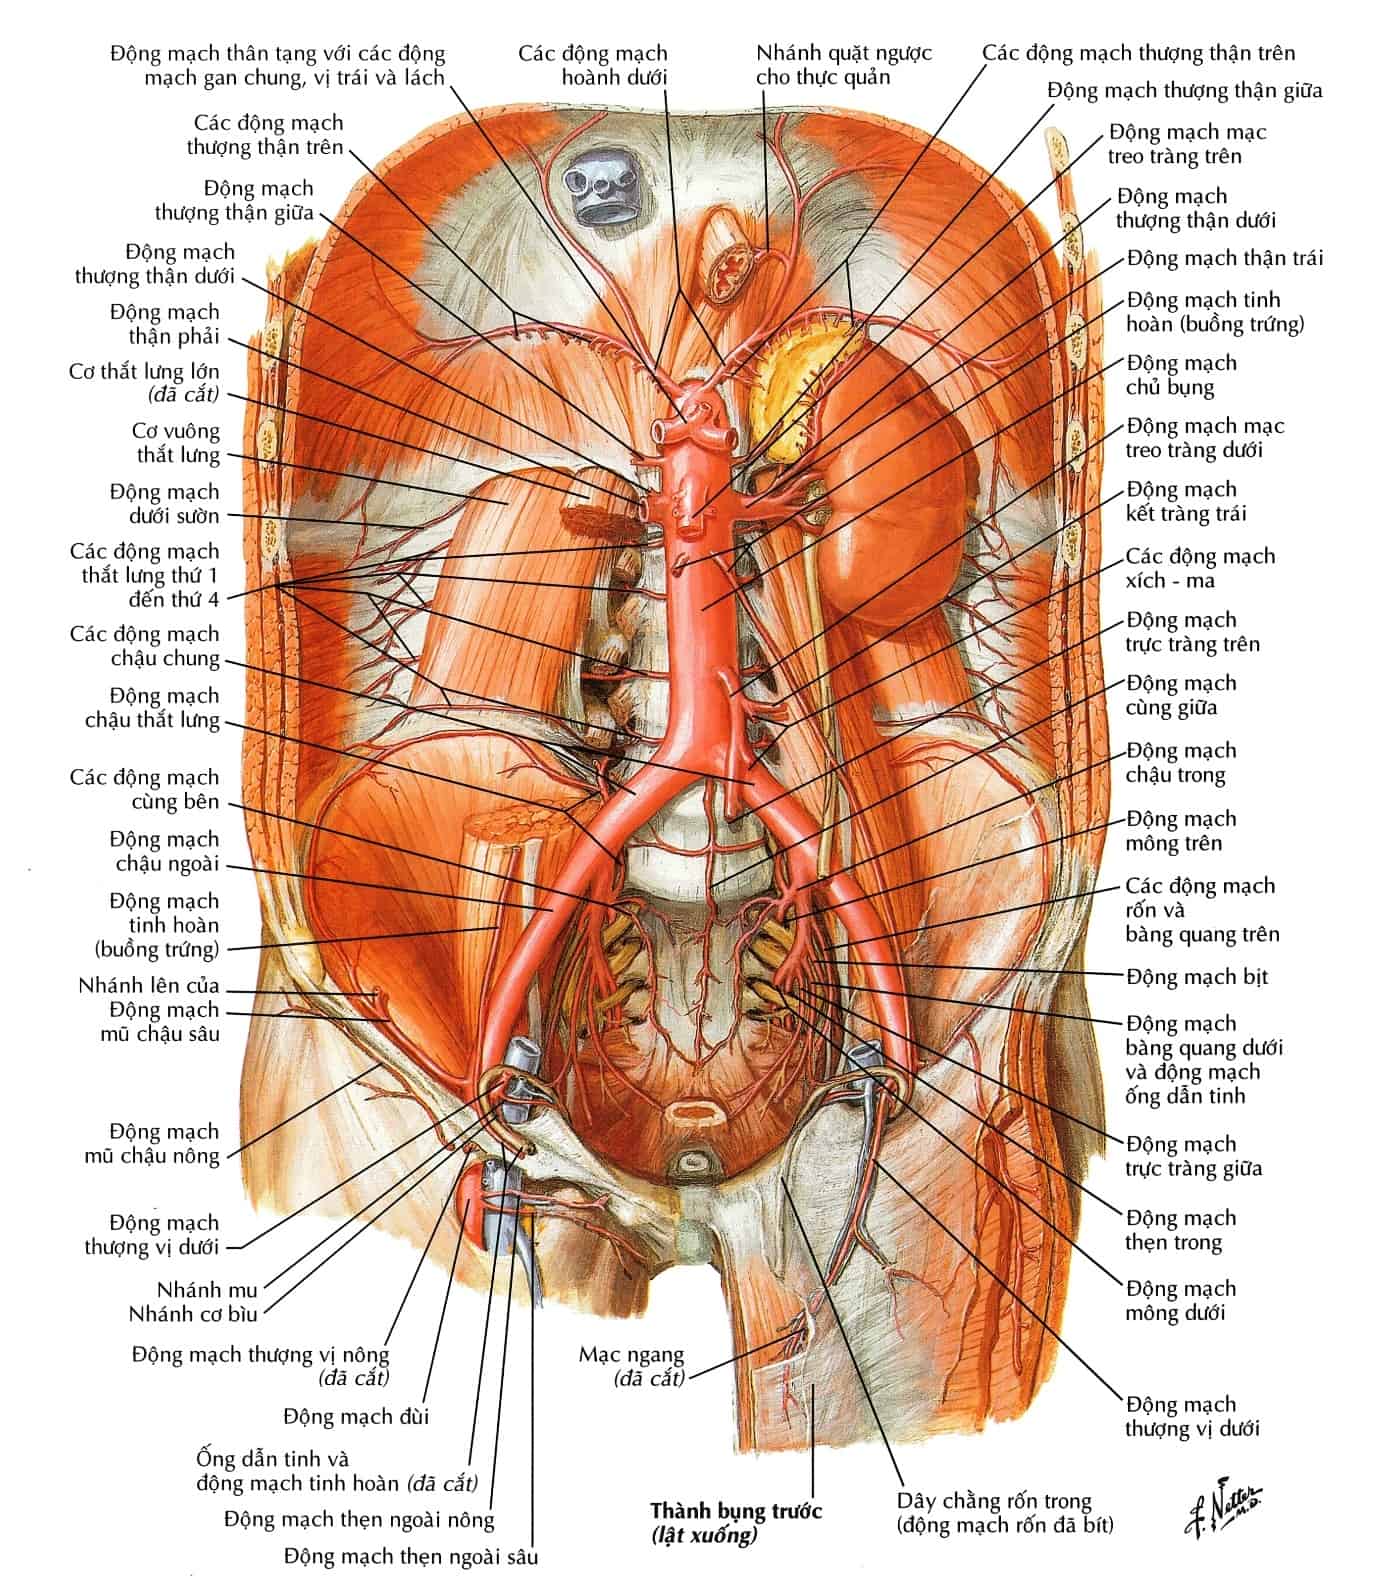 Động mạch thân tạng với các động
mạch gan chung, vị trái và lách
Các động mạch
hoành dưới
Nhánh quặt ngược
cho thực quản
Các động mạch thượng thận trên
Động mạch thượng thận giữa
Các động mạch
thượng thận trên
Động mạch
thượng thận giữa
Động mạch
thượng thận dưới
Động mạch
thận phải
Cơ thắt lưng lớn
(đã cắt)
Cơ vuông
thắt lưng
Động mạch
dưới sườn
Các động mạch
thắt lưng thứ 1
đến thứ 4
Các động mạch
chậu chung
Động mạch
chậu thắt lưng
Các động mạch
cùng bên
Động mạch
chậu ngoài
Động mạch
tinh hoàn
(buồng trứng)
Nhánh lên của
Động mạch
mũ chậu sâu
Động mạch
mũ chậu nông
Động mạch
thượng vị dưới
Nhánh mu
Nhánh cơ bìu
Động mạch thượng vị nông
(đã cắt)
Động mạch đùi
Ống dẫn tinh và
động mạch tinh hoàn (đã cắt)
Động mạch thẹn ngoài nông
Động mạch thẹn ngoài sâu
Động mạch mạc
treo tràng trên
Động mạch
thượng thận dưới
Động mạch thận trái
Động mạch tinh
hoàn (buồng trứng)
Động mạch
chủ bụng
Động mạch mạc
treo tràng dưới
Động mạch
kết tràng trái
Các động mạch
xích - ma
Động mạch
trực tràng trên
Động mạch
cùng giữa
Động mạch
chậu trong
Động mạch
mông trên
Các động mạch
rốn và
bàng quang trên
Động mạch bịt
Động mạch
bàng quang dưới
và động mạch
ống dẫn tinh
Động mạch
trực tràng giữa
Động mạch
thẹn trong
Động mạch
mông dưới
Động mạch
thượng vị dưới
Mạc ngang
(đã cắt)
Thành bụng trước
(lật xuống)
Dây chằng rốn trong
(động mạch rốn đã bít)
F. Netter
M.D.